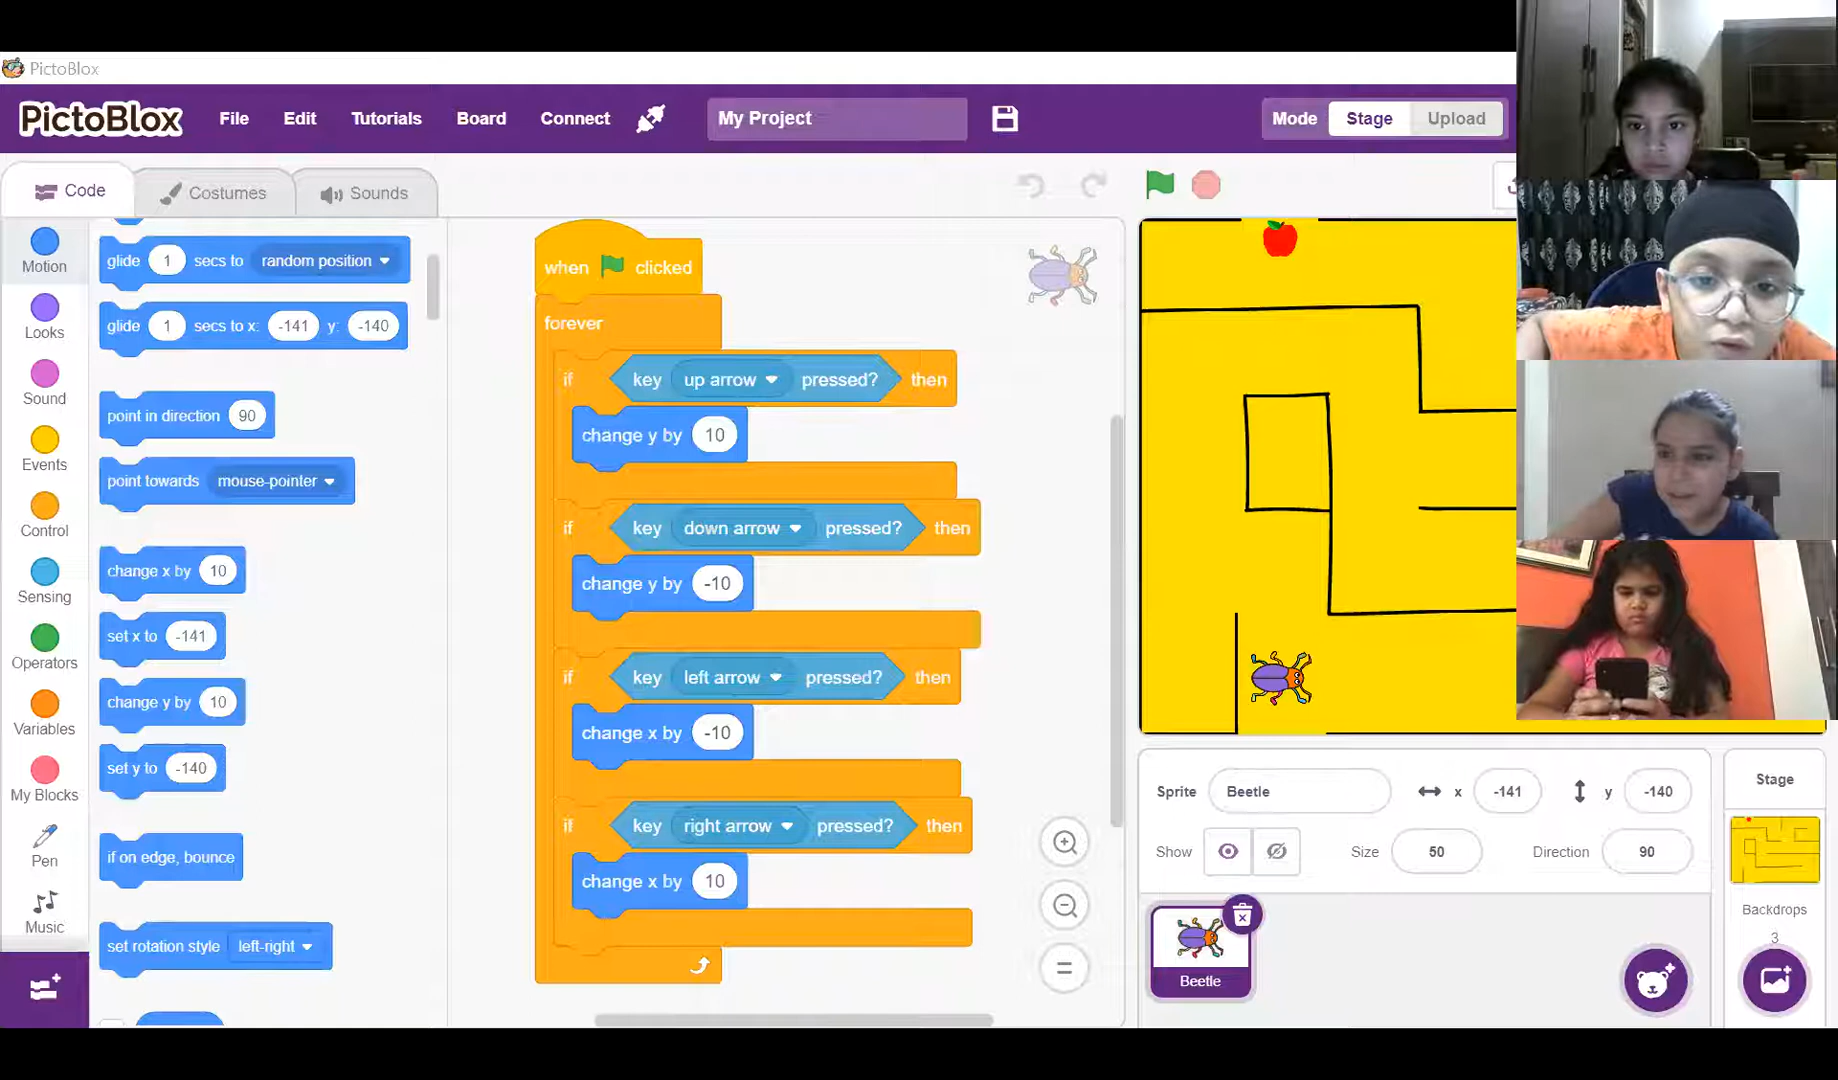 PictoBlox
PictoBlox File Edit Tutorials Board Connect My Project Mode Stage Upload
Code Costumes Sounds
Motion
Looks
Sound
Events
Control
Sensing
Operators
Variables
My Blocks
Pen
Music
glide 1 secs to random position
glide 1 secs to x: -141 y: -140
point in direction 90
point towards mouse-pointer
change x by 10
set x to -141
change y by 10
set y to -140
if on edge, bounce
set rotation style left-right
when clicked
forever
if key up arrow pressed? then
change y by 10
if key down arrow pressed? then
change y by -10
if key left arrow pressed? then
change x by -10
if key right arrow pressed? then
change x by 10
Sprite Beetle x -141 y -140
Show Size 50 Direction 90
Beetle
Stage
Backdrops
3